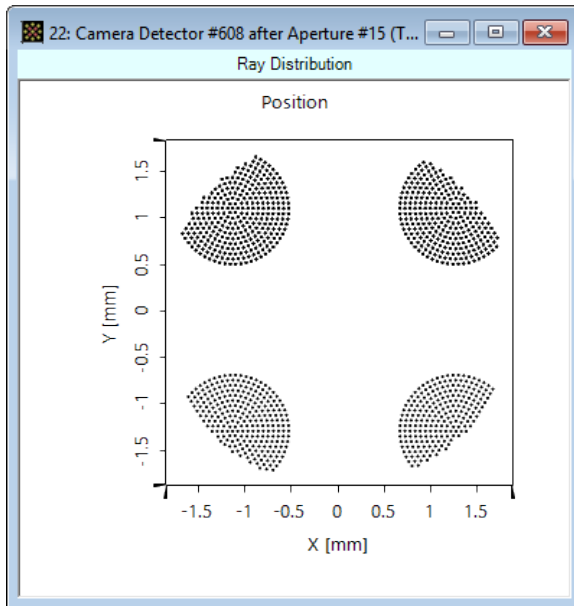 22: Camera Detector #608 after Aperture #15 (T...
Ray Distribution
Position
1.5
1
0.5
0
-0.5
-1
-1.5
Y [mm]
-1.5 -1 -0.5 0 0.5 1 1.5
X [mm]